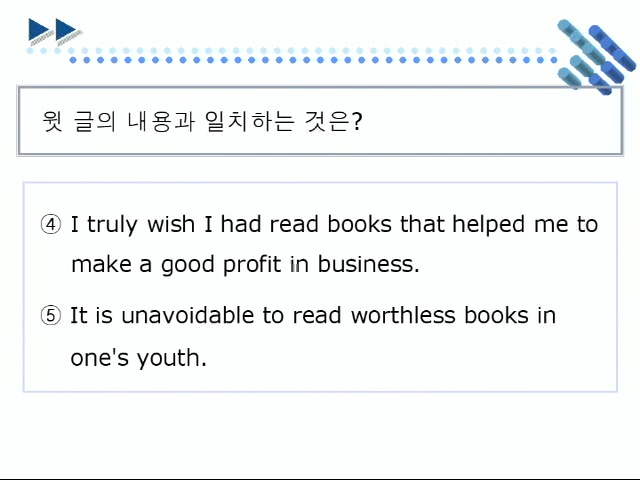 윗 글의 내용과 일치하는 것은?
④ I truly wish I had read books that helped me to
make a good profit in business.
⑤ It is unavoidable to read worthless books in
one's youth.